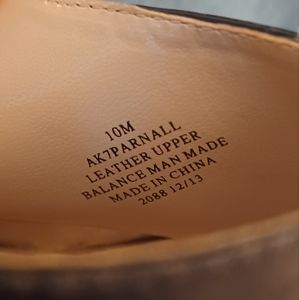 10M
AK7PARNALL
LEATHER UPPER
BALANCE MAN MADE
MADE IN CHINA
2088 12/13